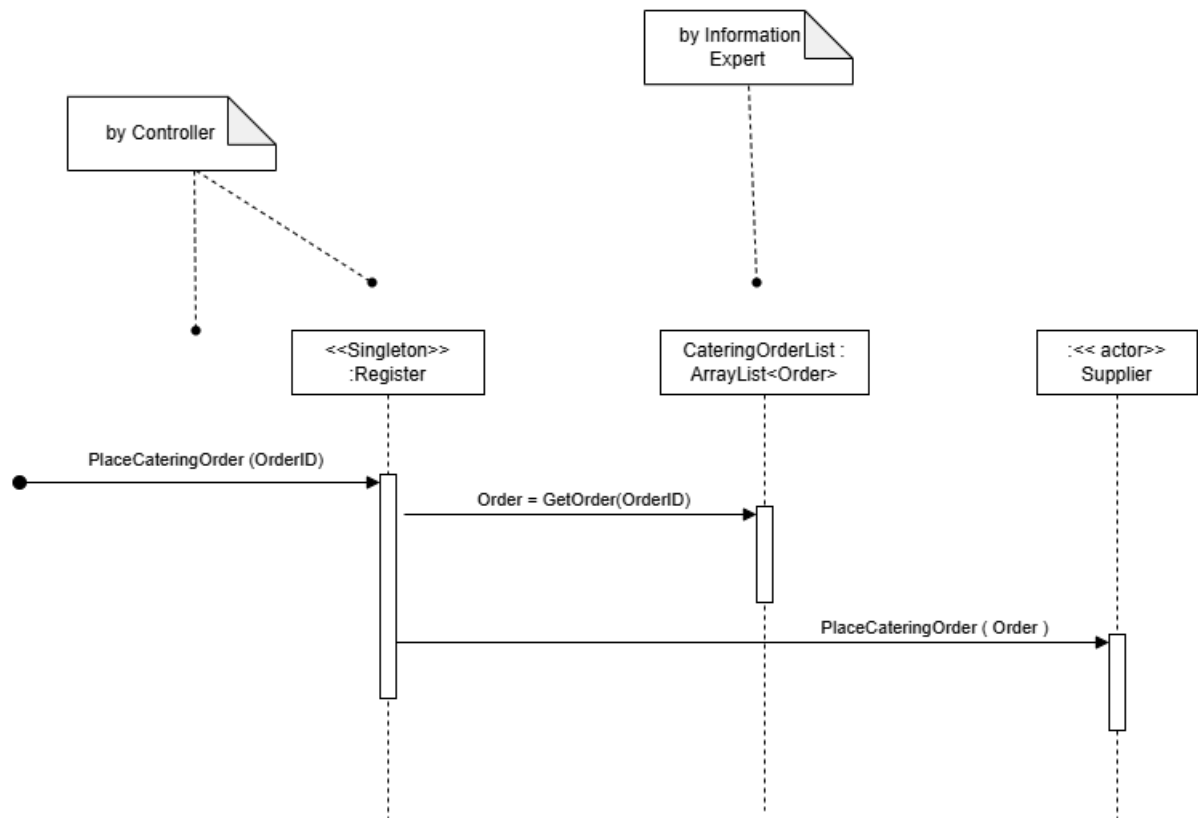 by Information
Expert
by Controller
<<Singleton>>
:Register
CateringOrderList :
ArrayList<Order>
:<< actor>>
Supplier
PlaceCateringOrder (OrderID)
Order = GetOrder(OrderID)
PlaceCateringOrder ( Order )